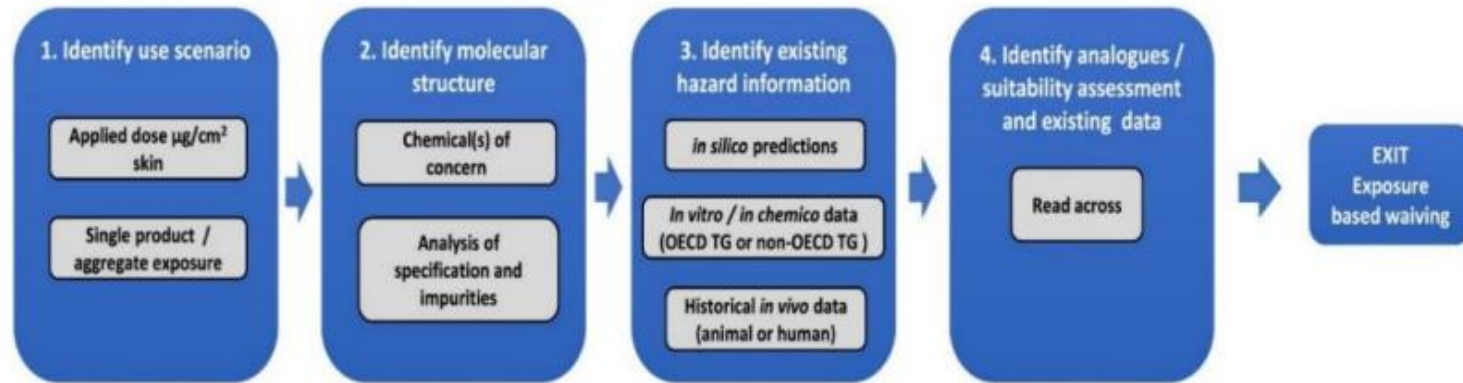 1. Identify use scenario
Applied dose µg/cm²
skin
Single product /
aggregate exposure
2. Identify molecular
structure
Chemical(s) of
concern
Analysis of
specification and
impurities
3. Identify existing
hazard information
in silico predictions
In vitro / in chemico data
(OECD TG or non-OECD TG )
Historical in vivo data
(animal or human)
4. Identify analogues /
suitability assessment
and existing data
Read across
EXIT
Exposure
based waiving